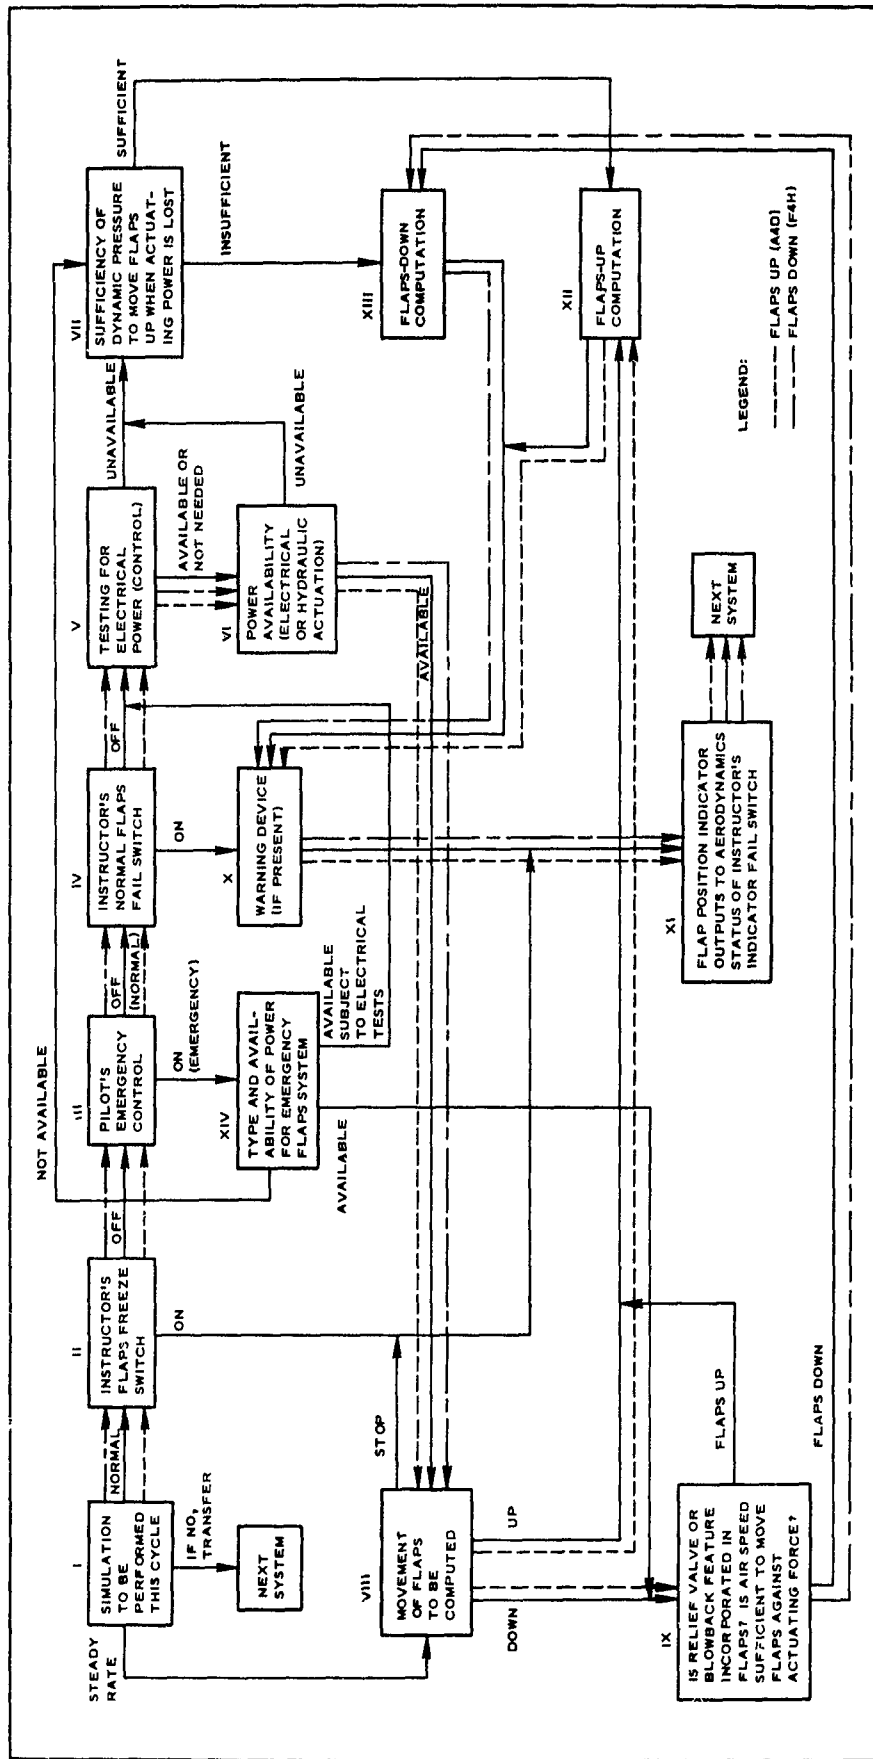 I
SIMULATION
TO BE
PERFORMED
THIS CYCLE
STEADY
RATE
NORMAL
IF NO,
TRANSFER
NEXT
SYSTEM
II
INSTRUCTOR'S
FLAPS FREEZE
SWITCH
OFF
ON
III
PILOT'S
EMERGENCY
CONTROL
OFF
(NORMAL)
ON
(EMERGENCY)
NOT AVAILABLE
IV
INSTRUCTOR'S
NORMAL FLAPS
FAIL SWITCH
OFF
ON
V
TESTING FOR
ELECTRICAL
POWER (CONTROL)
UNAVAILABLE
AVAILABLE OR
NOT NEEDED
VI
POWER
AVAILABILITY
(ELECTRICAL
OR HYDRAULIC
ACTUATION)
UNAVAILABLE
AVAILABLE
VII
SUFFICIENCY OF
DYNAMIC PRESSURE
TO MOVE FLAPS
UP WHEN ACTUAT-
ING POWER IS LOST
SUFFICIENT
INSUFFICIENT
XIV
TYPE AND AVAIL-
ABILITY OF POWER
FOR EMERGENCY
FLAPS SYSTEM
AVAILABLE
AVAILABLE
SUBJECT
TO ELECTRICAL
TESTS
X
WARNING DEVICE
(IF PRESENT)
XIII
FLAPS-DOWN
COMPUTATION
VIII
MOVEMENT
OF FLAPS
TO BE
COMPUTED
STOP
UP
DOWN
XII
FLAPS-UP
COMPUTATION
IX
IS RELIEF VALVE OR
BLOWBACK FEATURE
INCORPORATED IN
FLAPS? IS AIR SPEED
SUFFICIENT TO MOVE
FLAPS AGAINST
ACTUATING FORCE?
FLAPS UP
FLAPS DOWN
XI
FLAP POSITION INDICATOR
OUTPUTS TO AERODYNAMICS
STATUS OF INSTRUCTOR'S
INDICATOR FAIL SWITCH
NEXT
SYSTEM
LEGEND:
FLAPS UP (A4D)
FLAPS DOWN (F4H)